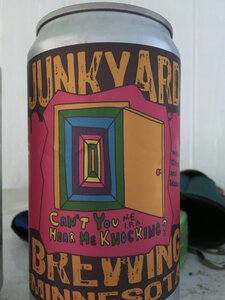 JUNKYARD
CAN'T YOU N.E.
I.P.A.
HEAR ME KNOCKING?
BREWING
MINNESOTA